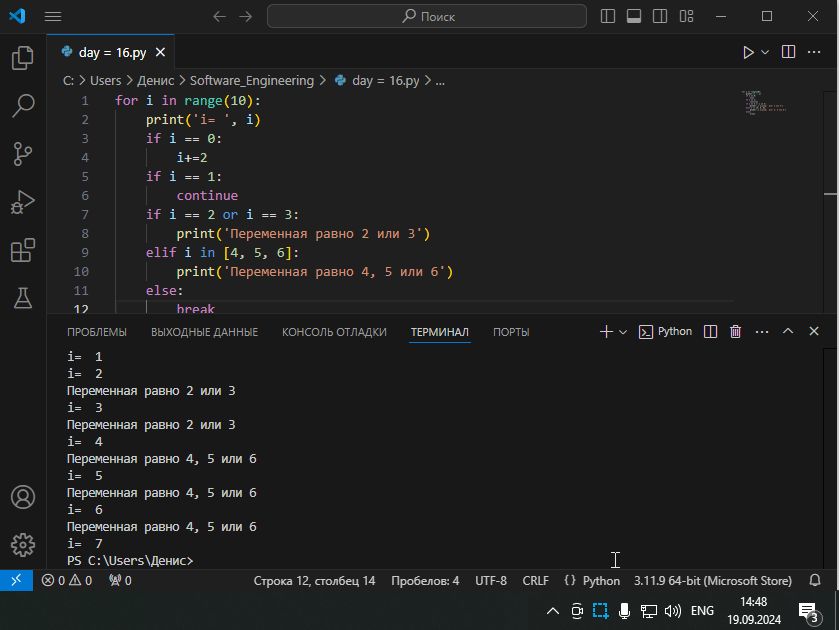 Поиск
day = 16.py
C: > Users > Денис > Software_Engineering > day = 16.py > ...
1 for i in range(10):
2 print('i= ', i)
3 if i == 0:
4 i+=2
5 if i == 1:
6 continue
7 if i == 2 or i == 3:
8 print('Переменная равно 2 или 3')
9 elif i in [4, 5, 6]:
10 print('Переменная равно 4, 5 или 6')
11 else:
12 break
ПРОБЛЕМЫ ВЫХОДНЫЕ ДАННЫЕ КОНСОЛЬ ОТЛАДКИ ТЕРМИНАЛ ПОРТЫ Python
i= 1
i= 2
Переменная равно 2 или 3
i= 3
Переменная равно 2 или 3
i= 4
Переменная равно 4, 5 или 6
i= 5
Переменная равно 4, 5 или 6
i= 6
Переменная равно 4, 5 или 6
i= 7
PS C:\Users\Денис>
0 0 0 Строка 12, столбец 14 Пробелов: 4 UTF-8 CRLF {} Python 3.11.9 64-bit (Microsoft Store)
ENG
14:48
19.09.2024
3